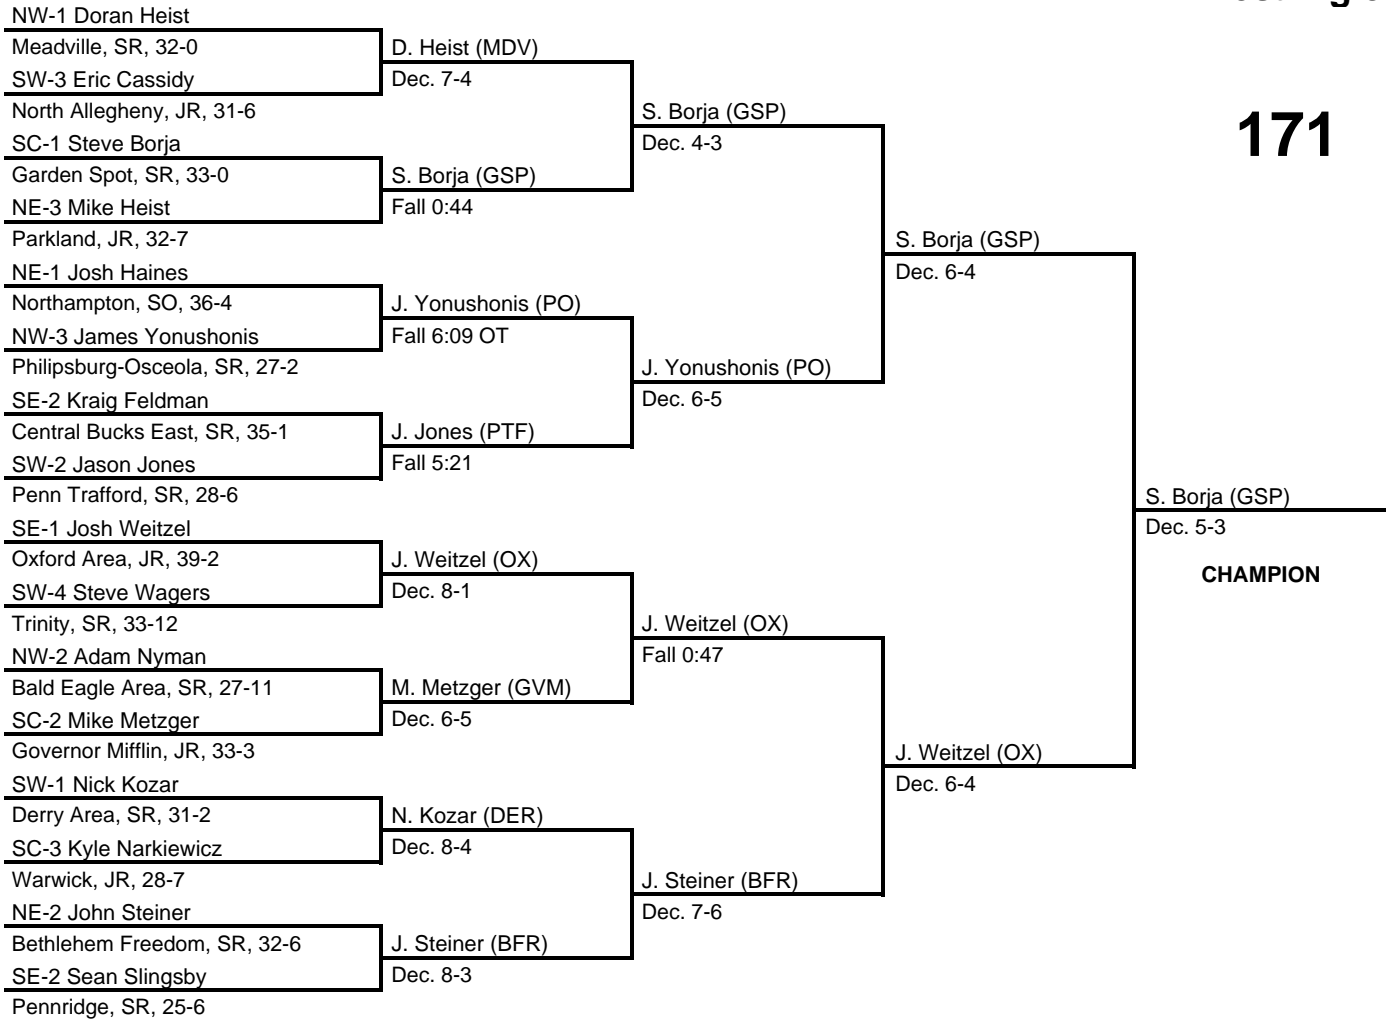 NW-1 Doran Heist
Meadville, SR, 32-0
SW-3 Eric Cassidy
North Allegheny, JR, 31-6
SC-1 Steve Borja
Garden Spot, SR, 33-0
NE-3 Mike Heist
Parkland, JR, 32-7
NE-1 Josh Haines
Northampton, SO, 36-4
NW-3 James Yonushonis
Philipsburg-Osceola, SR, 27-2
SE-2 Kraig Feldman
Central Bucks East, SR, 35-1
SW-2 Jason Jones
Penn Trafford, SR, 28-6
SE-1 Josh Weitzel
Oxford Area, JR, 39-2
SW-4 Steve Wagers
Trinity, SR, 33-12
NW-2 Adam Nyman
Bald Eagle Area, SR, 27-11
SC-2 Mike Metzger
Governor Mifflin, JR, 33-3
SW-1 Nick Kozar
Derry Area, SR, 31-2
SC-3 Kyle Narkiewicz
Warwick, JR, 28-7
NE-2 John Steiner
Bethlehem Freedom, SR, 32-6
SE-2 Sean Slingsby
Pennridge, SR, 25-6
D. Heist (MDV)
Dec. 7-4
S. Borja (GSP)
Fall 0:44
J. Yonushonis (PO)
Fall 6:09 OT
J. Jones (PTF)
Fall 5:21
J. Weitzel (OX)
Dec. 8-1
M. Metzger (GVM)
Dec. 6-5
N. Kozar (DER)
Dec. 8-4
J. Steiner (BFR)
Dec. 8-3
S. Borja (GSP)
Dec. 4-3
J. Yonushonis (PO)
Dec. 6-5
J. Weitzel (OX)
Fall 0:47
J. Steiner (BFR)
Dec. 7-6
S. Borja (GSP)
Dec. 6-4
J. Weitzel (OX)
Dec. 6-4
171
S. Borja (GSP)
Dec. 5-3
CHAMPION